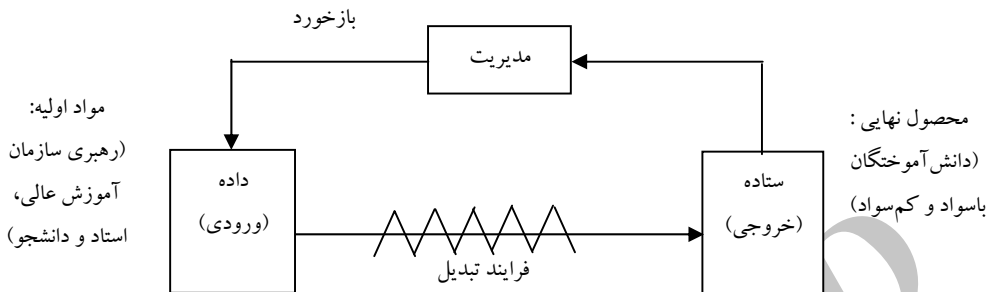 بازخورد
مدیریت
مواد اولیه:
(رهبری سازمان
آموزش عالی،
استاد و دانشجو)
داده
(ورودی)
فرایند تبدیل
ستاده
(خروجی)
محصول نهایی :
(دانش‌آموختگان
باسواد و کم‌سواد)